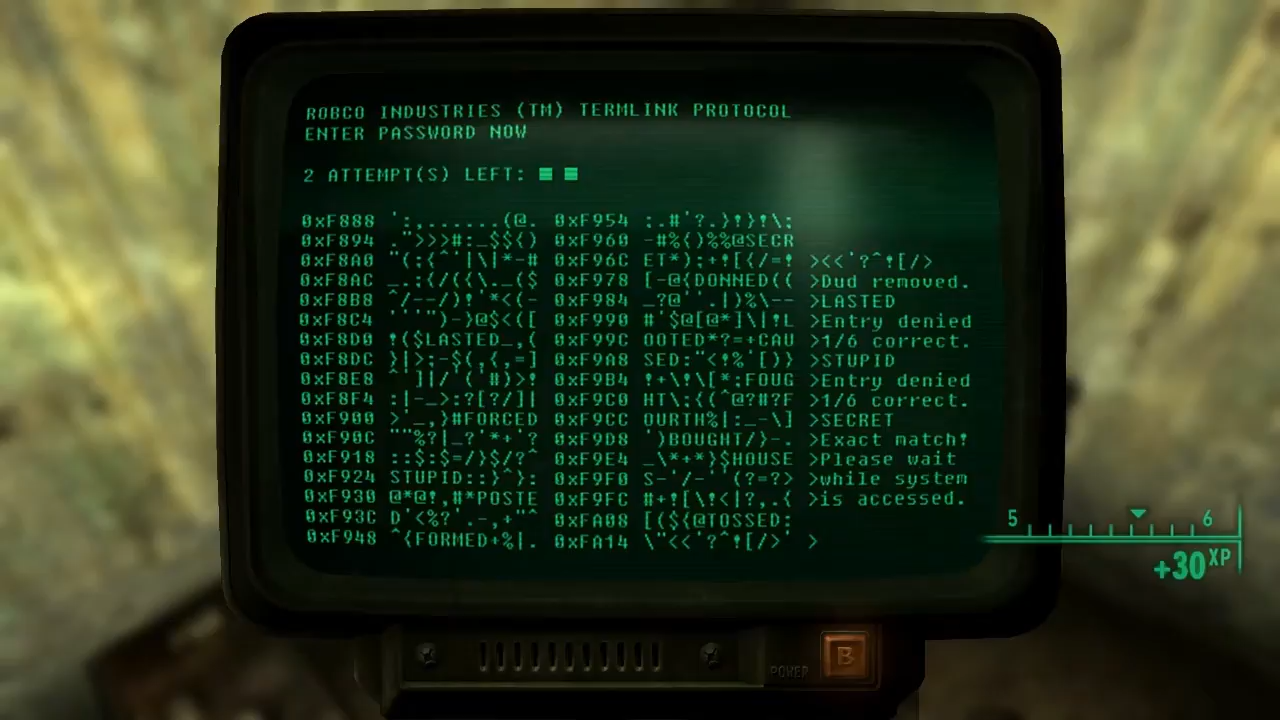 ROBCO INDUSTRIES (TM) TERMLINK PROTOCOL
ENTER PASSWORD NOW
2 ATTEMPT(S) LEFT:
0xF888 ':,.......(@. 0xF954 :.#'?.}!}!\;
0xF894 .">>>#:_$${) 0xF960 -#%()%%@SECR
0xF8A0 "(:{^'|\|*-# 0xF96C ET*);+![{/=! ><<'?^![/>
0xF8AC _.:{/({\._($ 0xF978 [-@{DONNED(( >Dud removed.
0xF8B8 ^/--/)!'*<(- 0xF984 _?@''.|)%\-- >LASTED
0xF8C4 '''")-}@$<([ 0xF990 #'$@[@*]\|!L >Entry denied
0xF8D0 !($LASTED_,( 0xF99C OOTED*?=+CAU >1/6 correct.
0xF8DC }|>;-$(,{,=] 0xF9A8 SED:"<!%'[)} >STUPID
0xF8E8 ^ ]|/'('#)>! 0xF9B4 !+\!\[*;FOUG >Entry denied
0xF8F4 :|-_>:?[?/]| 0xF9C0 HT\:{(^@?#?F >1/6 correct.
0xF900 >'_,}#FORCED 0xF9CC OURTH%|:_-\] >SECRET
0xF90C ""%?|_?'*+'? 0xF9D8 ')BOUGHT/}-. >Exact match!
0xF918 ::$:$=/}$/?^ 0xF9E4 _\*+*}$HOUSE >Please wait
0xF924 STUPID::}^}: 0xF9F0 S-'/-''(?=?> >while system
0xF930 @*@!,#*POSTE 0xF9FC #+![\!<|?,.{ >is accessed.
0xF93C D'<%?'.-,+"^ 0xFA08 [($(@TOSSED:
0xF948 ^{FORMED+%|. 0xFA14 \"<<'?^![/>' >
5 6
+30 XP
POWER
B